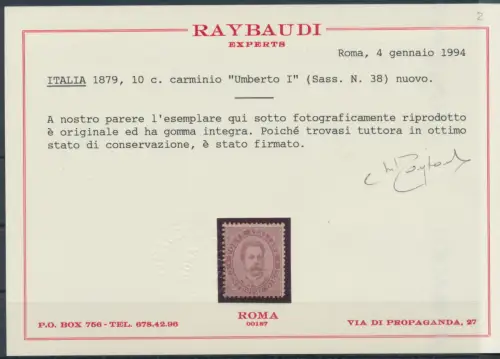 2
RAYBAUDI
EXPERTS
Roma, 4 gennaio 1994
ITALIA 1879, 10 c. carminio "Umberto I" (Sass. N. 38) nuovo.
A nostro parere l'esemplare qui sotto fotograficamente riprodotto
è originale ed ha gomma integra. Poiché trovasi tuttora in ottimo
stato di conservazione, è stato firmato.
ROMA
00187
P.O. BOX 756 - TEL. 678.42.96
VIA DI PROPAGANDA, 27